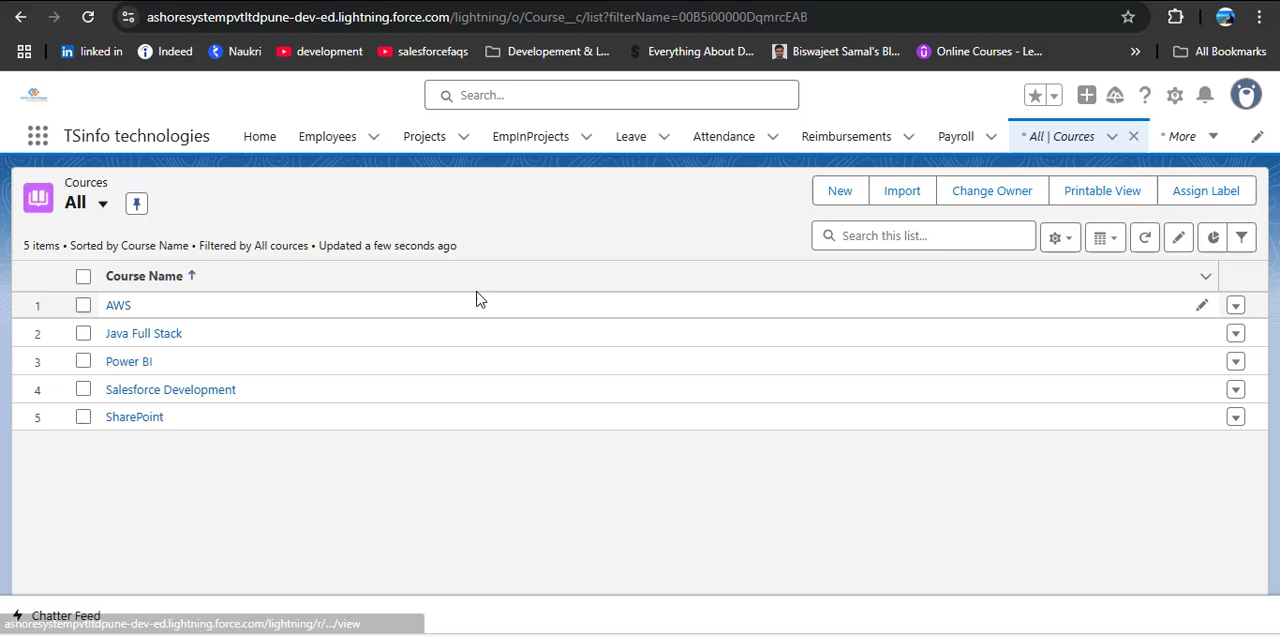 ashoresystempvtltdpune-dev-ed.lightning.force.com/lightning/o/Course__c/list?filterName=00B5i00000DqmrcEAB
linked in Indeed Naukri development salesforcefaqs Developement & L... Everything About D... Biswajeet Samal's Bl... Online Courses - Le... » All Bookmarks
TSinfo Technologies Search...
TSinfo technologies Home Employees Projects EmpInProjects Leave Attendance Reimbursements Payroll * All | Cources * More
Cources
All
New Import Change Owner Printable View Assign Label
5 items • Sorted by Course Name • Filtered by All cources • Updated a few seconds ago
Search this list...
Course Name ↑
1 AWS
2 Java Full Stack
3 Power BI
4 Salesforce Development
5 SharePoint
Chatter Feed
ashoresystempvtltdpune-dev-ed.lightning.force.com/lightning/r/.../view